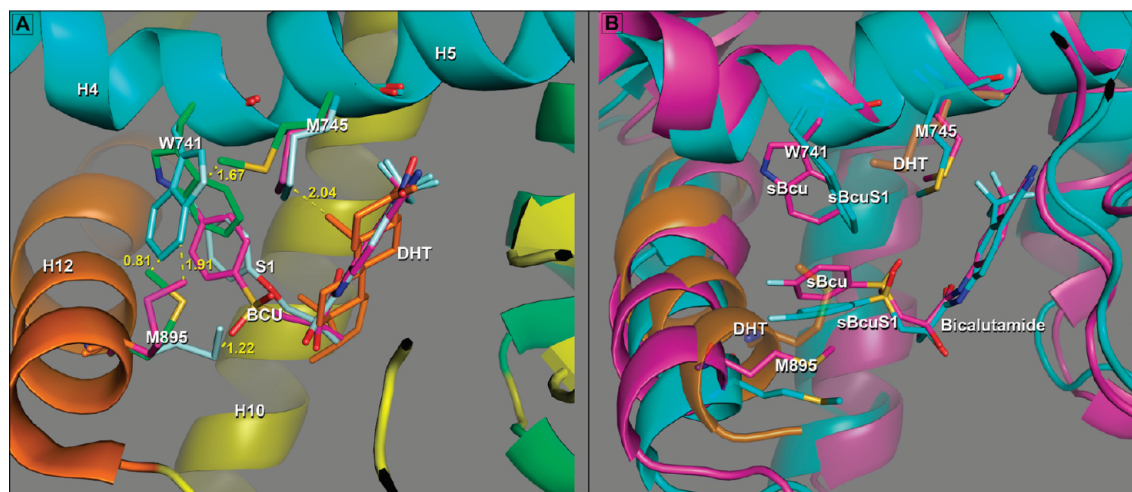 A
H5
H4
M745
W741
1.67
2.04
DHT
0.81
1.91
S1
H12
BCU
M895
1.22
H10
B
M745
W741
DHT
sBcu
sBcuS1
sBcu
sBcuS1
DHT
Bicalutamide
M895